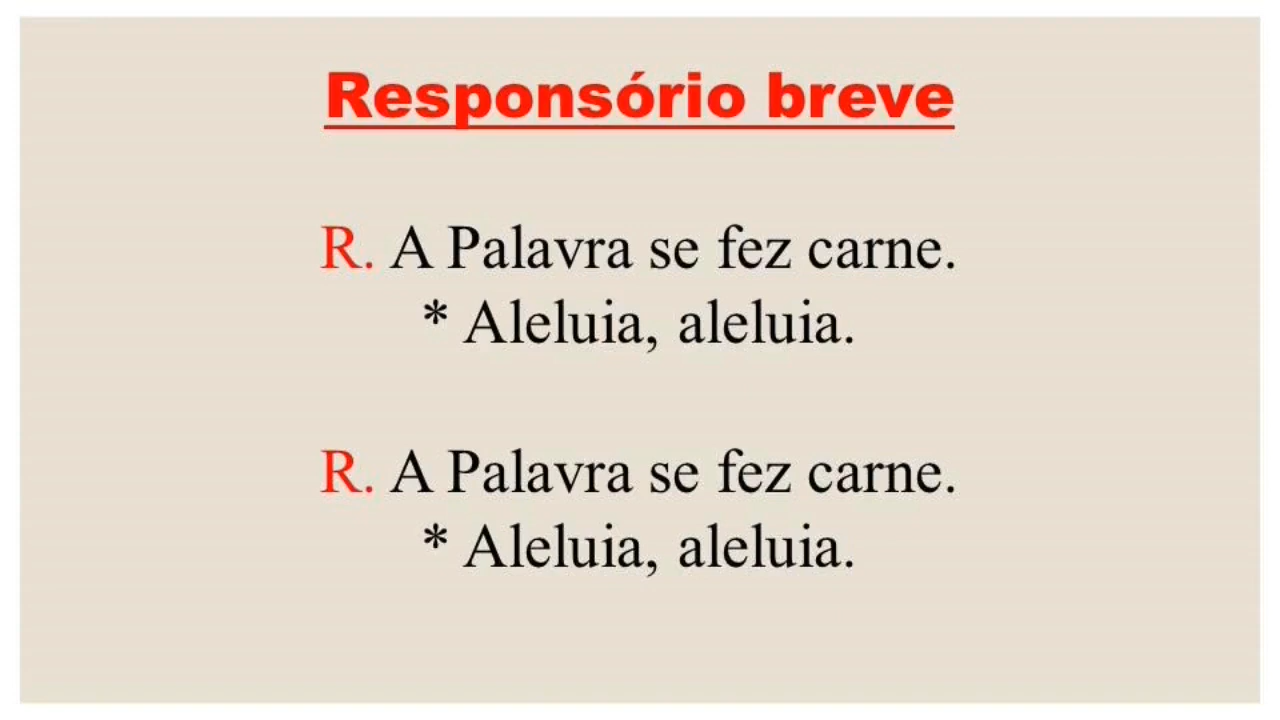 Responsório breve
R. A Palavra se fez carne.
* Aleluia, aleluia.
R. A Palavra se fez carne.
* Aleluia, aleluia.